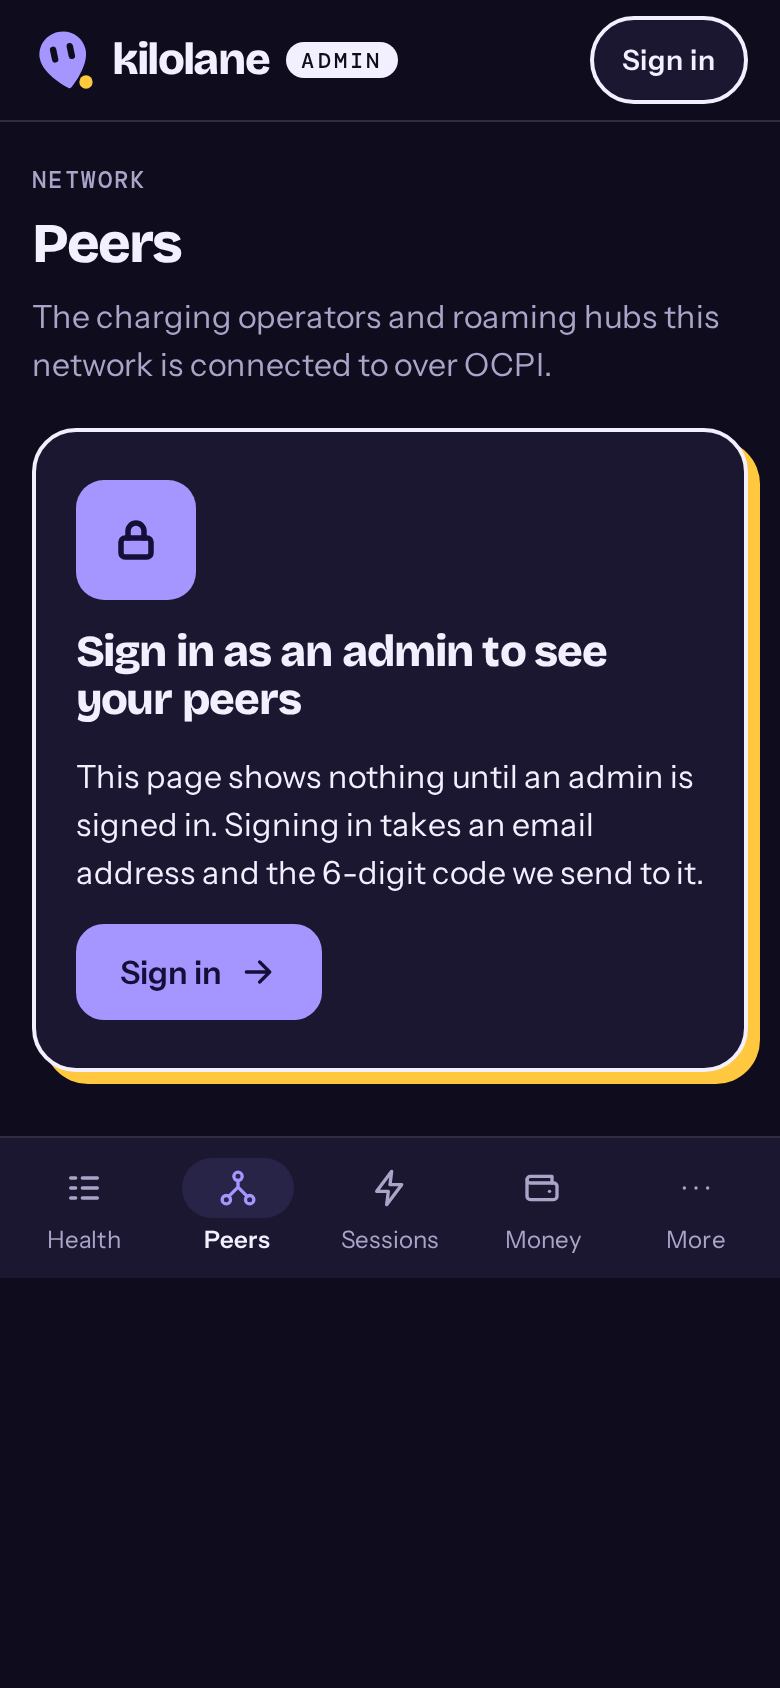 kilolane
ADMIN
Sign in
NETWORK
Peers
The charging operators and roaming hubs this
network is connected to over OCPI.
Sign in as an admin to see
your peers
This page shows nothing until an admin is
signed in. Signing in takes an email
address and the 6-digit code we send to it.
Sign in
Health
Peers
Sessions
Money
More